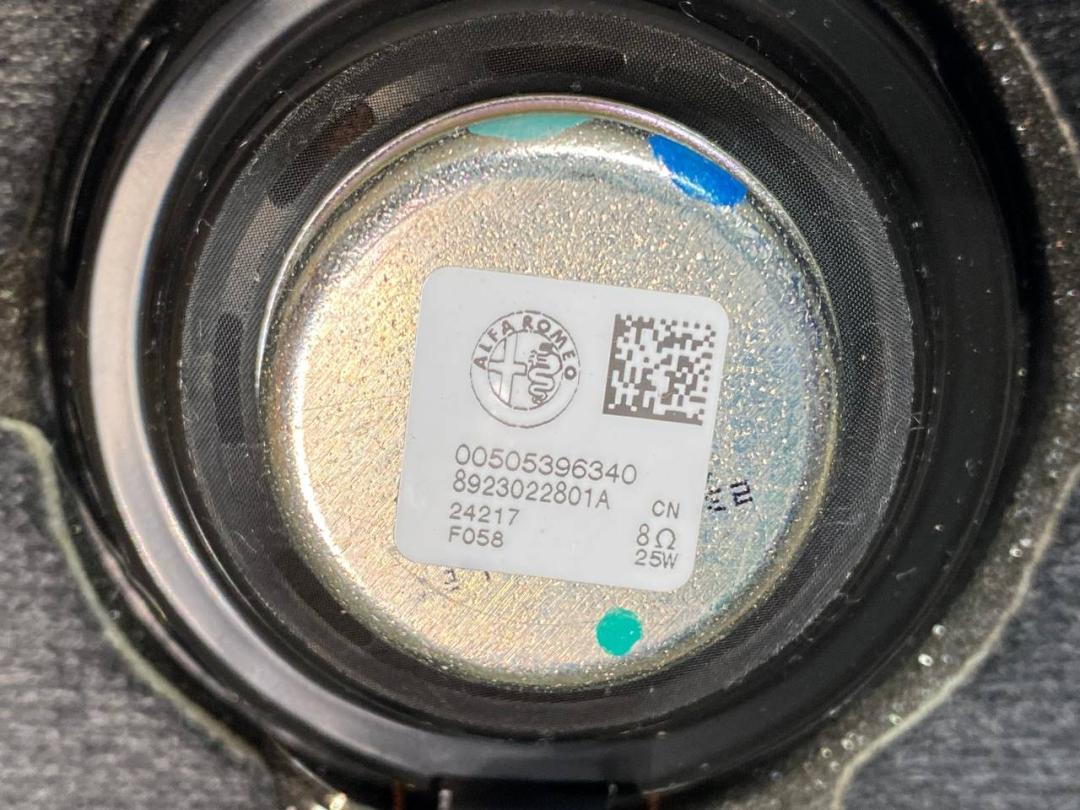 ALFA ROMEO
00505396340
8923022801A
CN
24217
8Ω
F058
25W